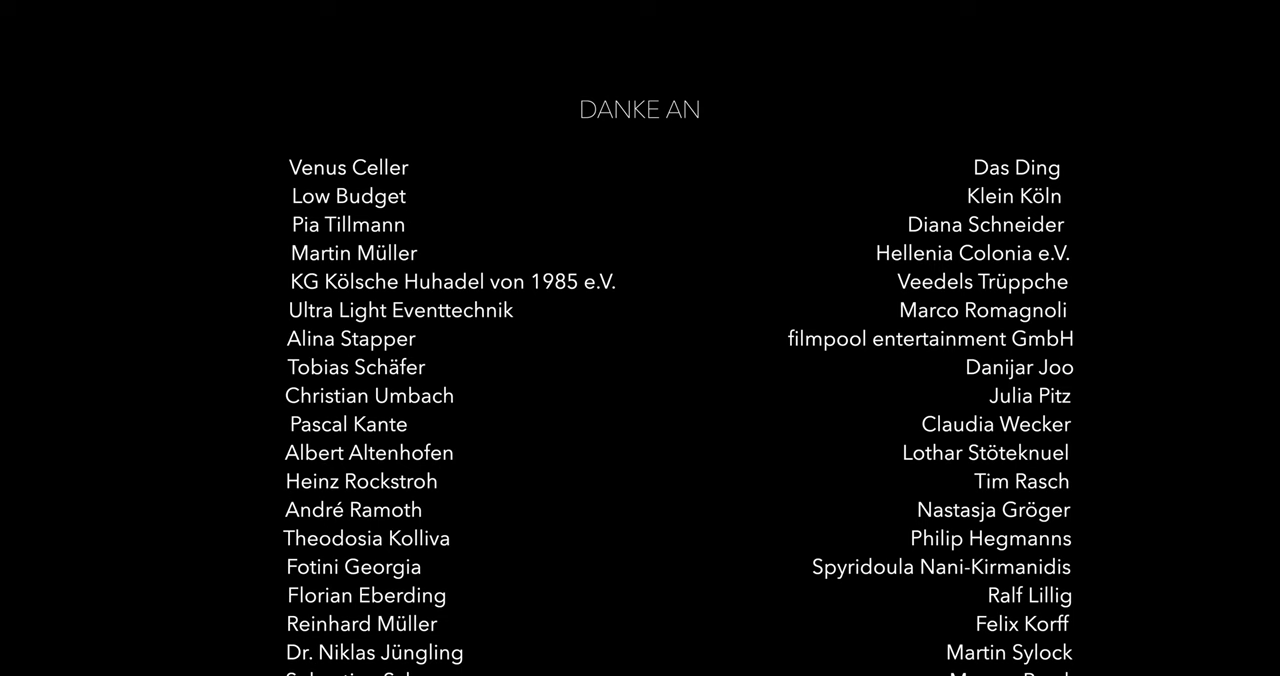 DANKE AN
Venus Celler
Das Ding
Low Budget
Klein Köln
Pia Tillmann
Diana Schneider
Martin Müller
Hellenia Colonia e.V.
KG Kölsche Huhadel von 1985 e.V.
Veedels Trüppche
Ultra Light Eventtechnik
Marco Romagnoli
Alina Stapper
filmpool entertainment GmbH
Tobias Schäfer
Danijar Joo
Christian Umbach
Julia Pitz
Pascal Kante
Claudia Wecker
Albert Altenhofen
Lothar Stöteknuel
Heinz Rockstroh
Tim Rasch
André Ramoth
Nastasja Gröger
Theodosia Kolliva
Philip Hegmanns
Fotini Georgia
Spyridoula Nani-Kirmanidis
Florian Eberding
Ralf Lillig
Reinhard Müller
Felix Korff
Dr. Niklas Jüngling
Martin Sylock